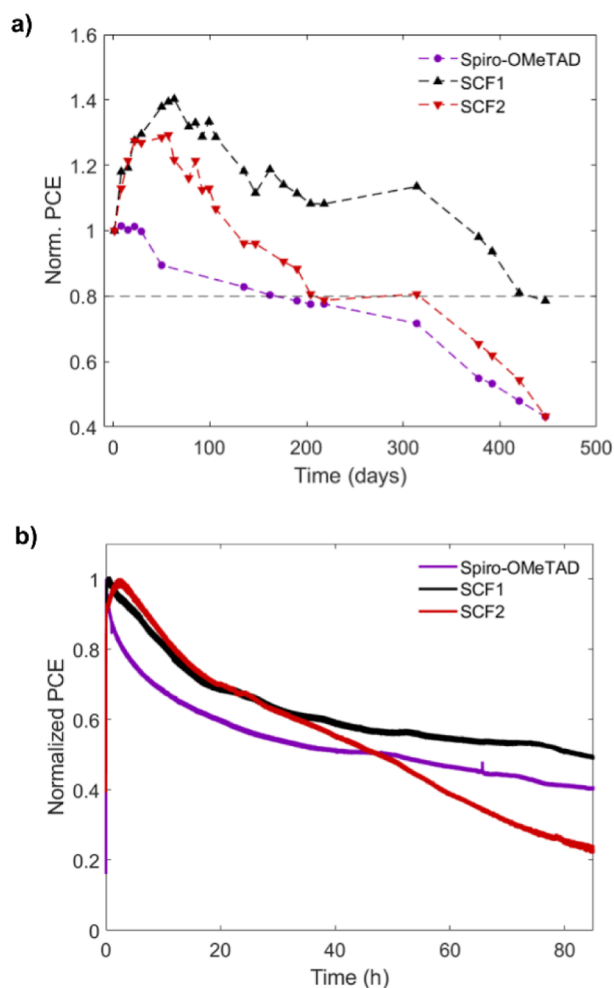 a)
1.6
1.4
1.2
1
0.8
0.6
0.4
Norm. PCE
Spiro-OMeTAD
SCF1
SCF2
0 100 200 300 400 500
Time (days)
b)
1
0.8
0.6
0.4
0.2
0
Normalized PCE
Spiro-OMeTAD
SCF1
SCF2
0 20 40 60 80
Time (h)